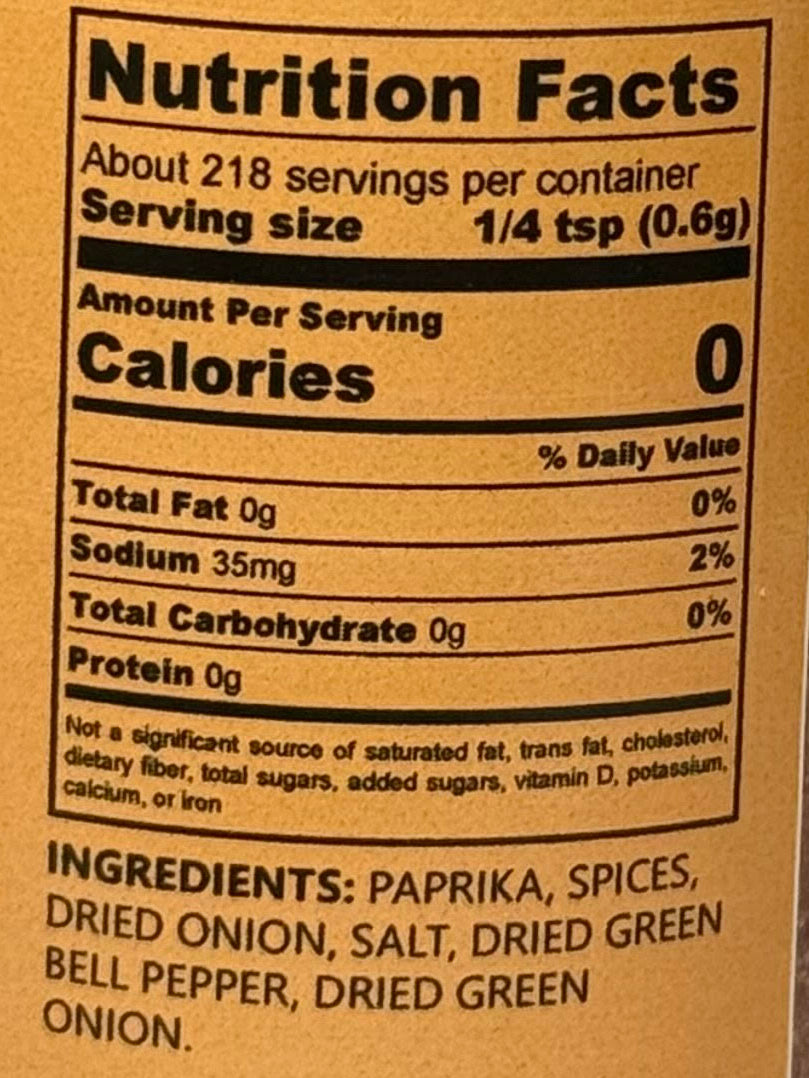 Nutrition Facts
About 218 servings per container
Serving size 1/4 tsp (0.6g)
Amount Per Serving
Calories 0
% Daily Value
Total Fat 0g 0%
Sodium 35mg 2%
Total Carbohydrate 0g 0%
Protein 0g
Not a significant source of saturated fat, trans fat, cholesterol,
dietary fiber, total sugars, added sugars, vitamin D, potassium,
calcium, or iron
INGREDIENTS: PAPRIKA, SPICES,
DRIED ONION, SALT, DRIED GREEN
BELL PEPPER, DRIED GREEN
ONION.